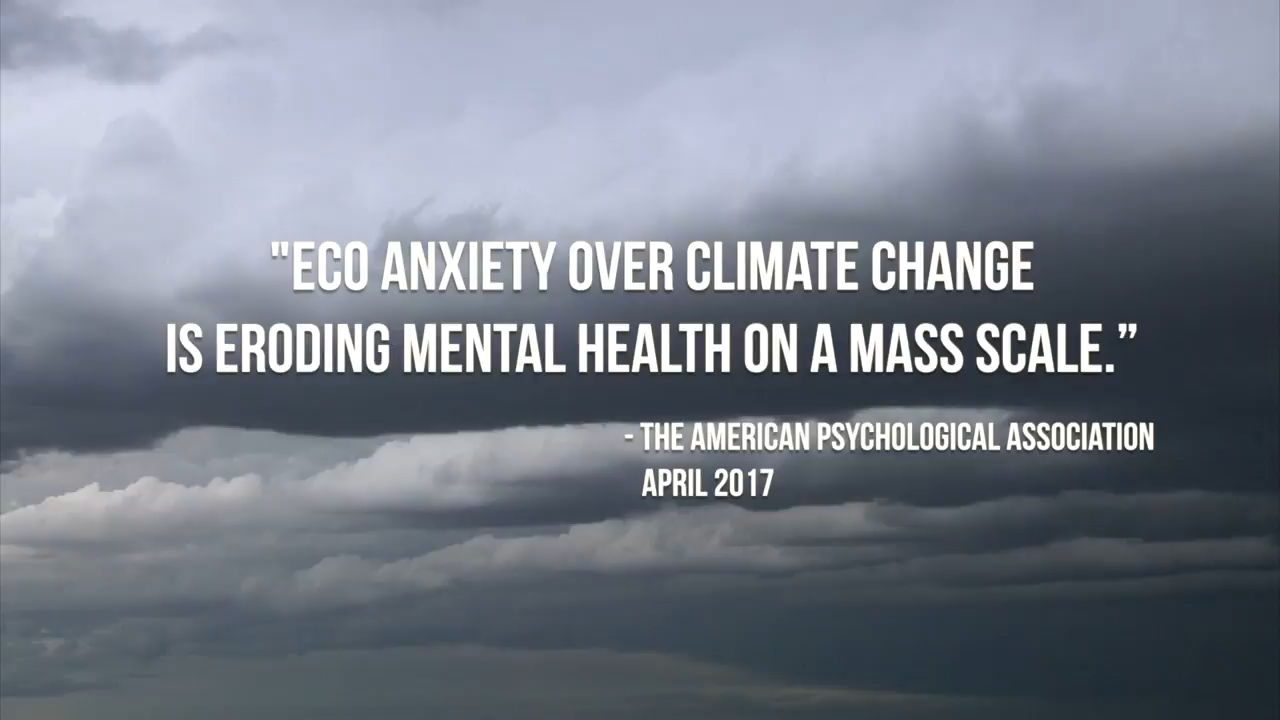 "ECO ANXIETY OVER CLIMATE CHANGE
IS ERODING MENTAL HEALTH ON A MASS SCALE.”
- THE AMERICAN PSYCHOLOGICAL ASSOCIATION
APRIL 2017